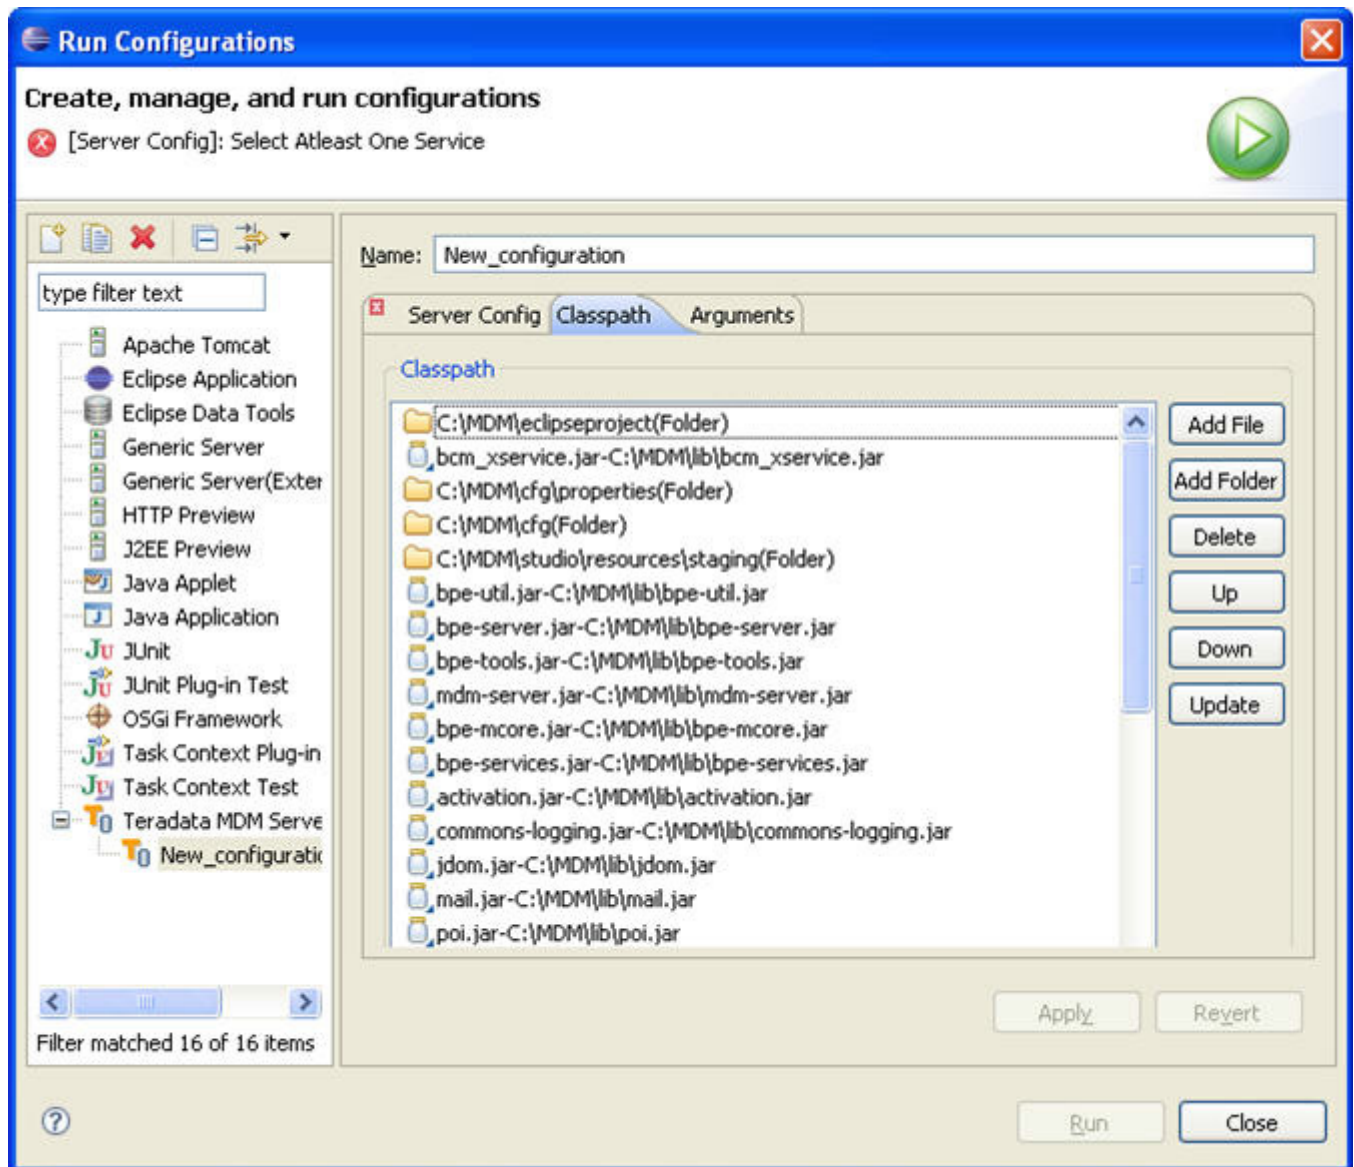 Run Configurations
Create, manage, and run configurations
[Server Config]: Select Atleast One Service
type filter text
Apache Tomcat
Eclipse Application
Eclipse Data Tools
Generic Server
Generic Server(Exter
HTTP Preview
J2EE Preview
Java Applet
Java Application
JUnit
JUnit Plug-in Test
OSGi Framework
Task Context Plug-in
Task Context Test
Teradata MDM Serve
New_configuratio
Filter matched 16 of 16 items
Name: New_configuration
Server Config Classpath Arguments
Classpath
C:\MDM\eclipseproject(Folder)
bcm_xservice.jar-C:\MDM\lib\bcm_xservice.jar
C:\MDM\cfg\properties(Folder)
C:\MDM\cfg(Folder)
C:\MDM\studio\resources\staging(Folder)
bpe-util.jar-C:\MDM\lib\bpe-util.jar
bpe-server.jar-C:\MDM\lib\bpe-server.jar
bpe-tools.jar-C:\MDM\lib\bpe-tools.jar
mdm-server.jar-C:\MDM\lib\mdm-server.jar
bpe-mcore.jar-C:\MDM\lib\bpe-mcore.jar
bpe-services.jar-C:\MDM\lib\bpe-services.jar
activation.jar-C:\MDM\lib\activation.jar
commons-logging.jar-C:\MDM\lib\commons-logging.jar
jdom.jar-C:\MDM\lib\jdom.jar
mail.jar-C:\MDM\lib\mail.jar
poi.jar-C:\MDM\lib\poi.jar
Add File
Add Folder
Delete
Up
Down
Update
Apply Revert
Run Close